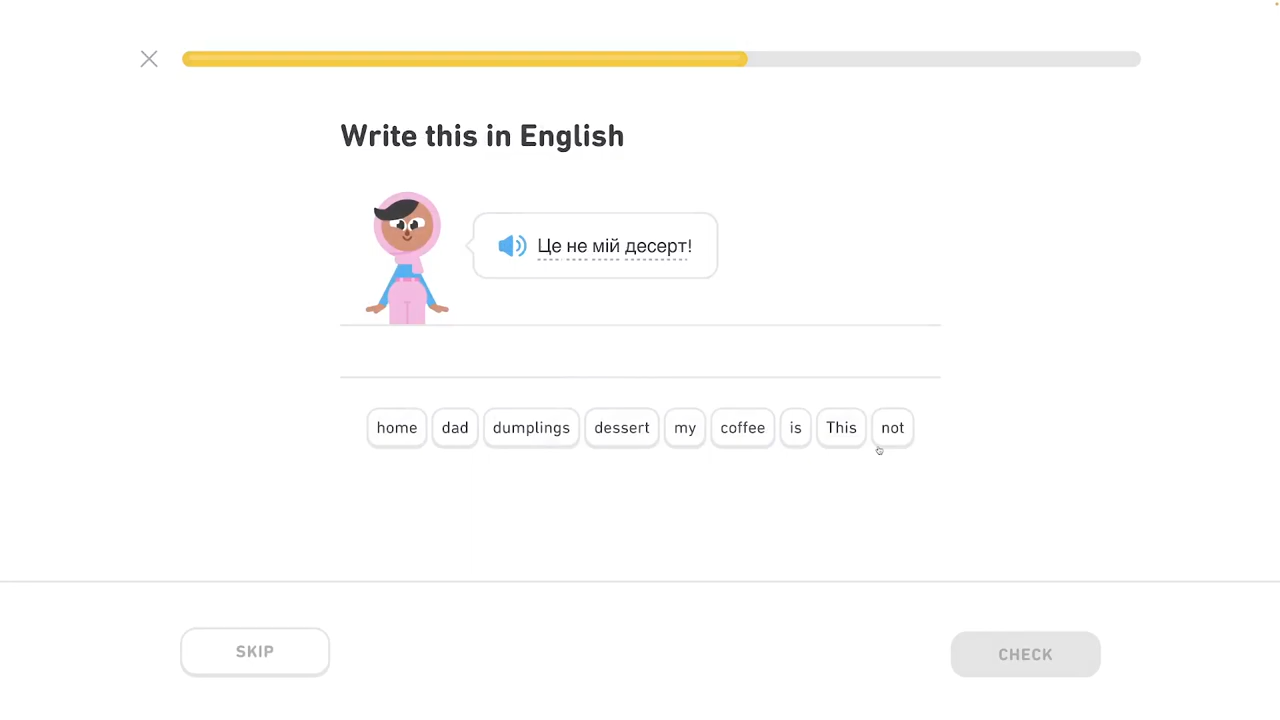 Write this in English
Це не мій десерт!
home dad dumplings dessert my coffee is This not
SKIP CHECK